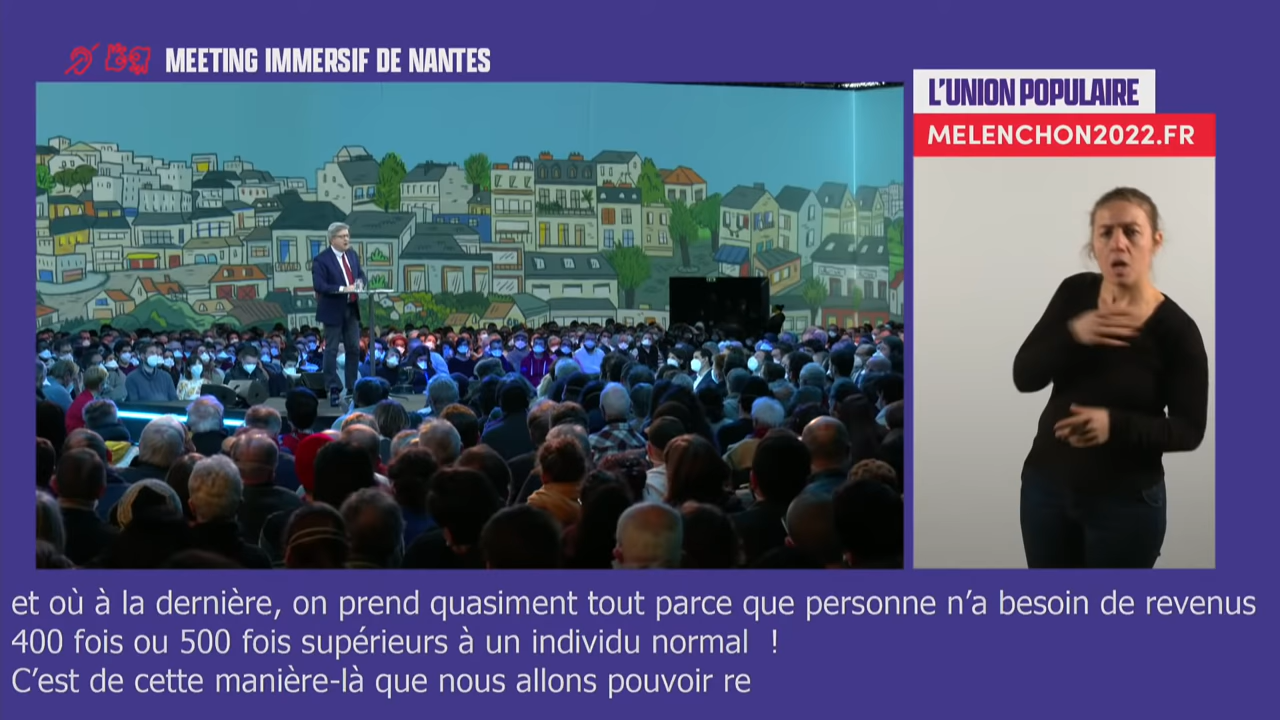 MEETING IMMERSIF DE NANTES
L'UNION POPULAIRE
MELENCHON2022.FR
et où à la dernière, on prend quasiment tout parce que personne n’a besoin de revenus
400 fois ou 500 fois supérieurs à un individu normal  !
C’est de cette manière-là que nous allons pouvoir re